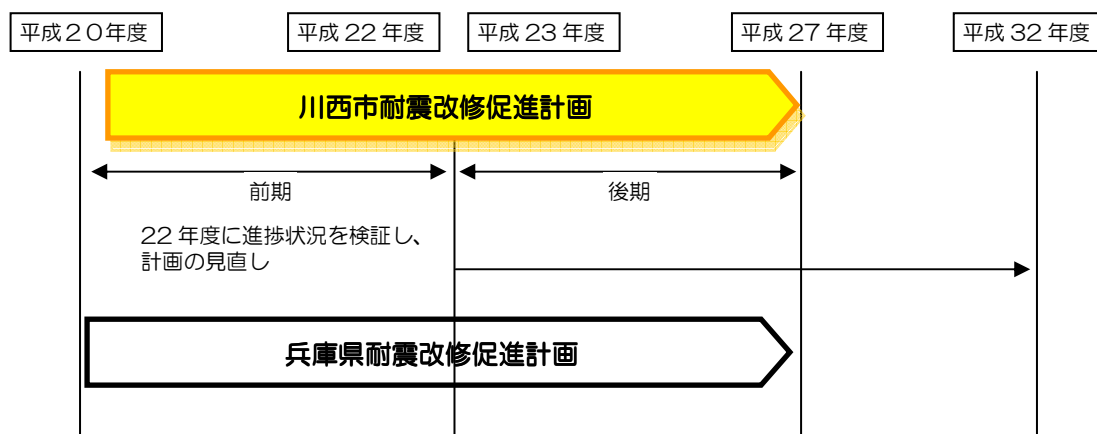 平成２０年度
平成 22 年度
平成 23 年度
平成 27 年度
平成 32 年度
川西市耐震改修促進計画
前期
後期
22 年度に進捗状況を検証し、
計画の見直し
兵庫県耐震改修促進計画